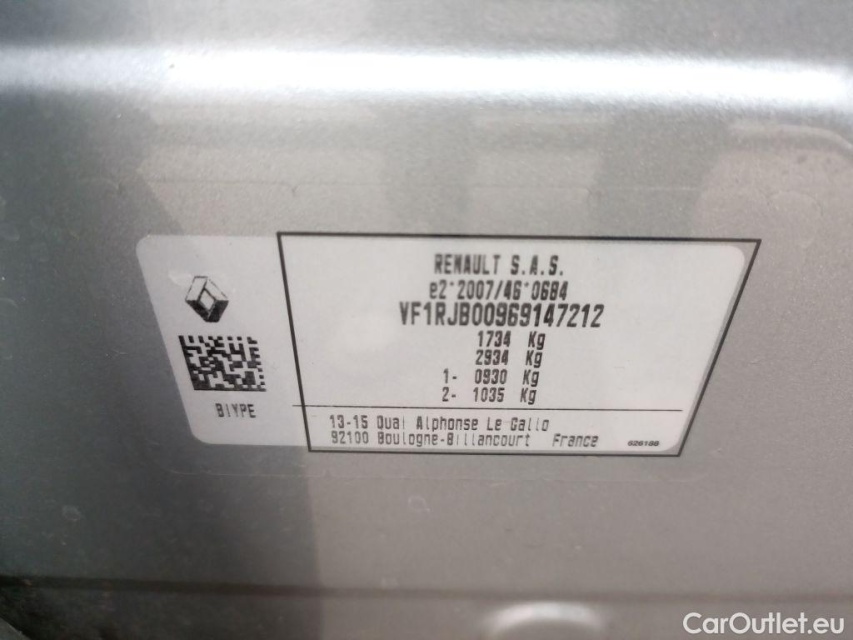 RENAULT S.A.S.
e2*2007/46*0684
VF1RJB00969147212
1734 Kg
2934 Kg
1- 0930 Kg
2- 1035 Kg
BIYPE
13-15 Quai Alphonse Le Gallo
92100 Boulogne-Billancourt France
626188
CarOutlet.eu